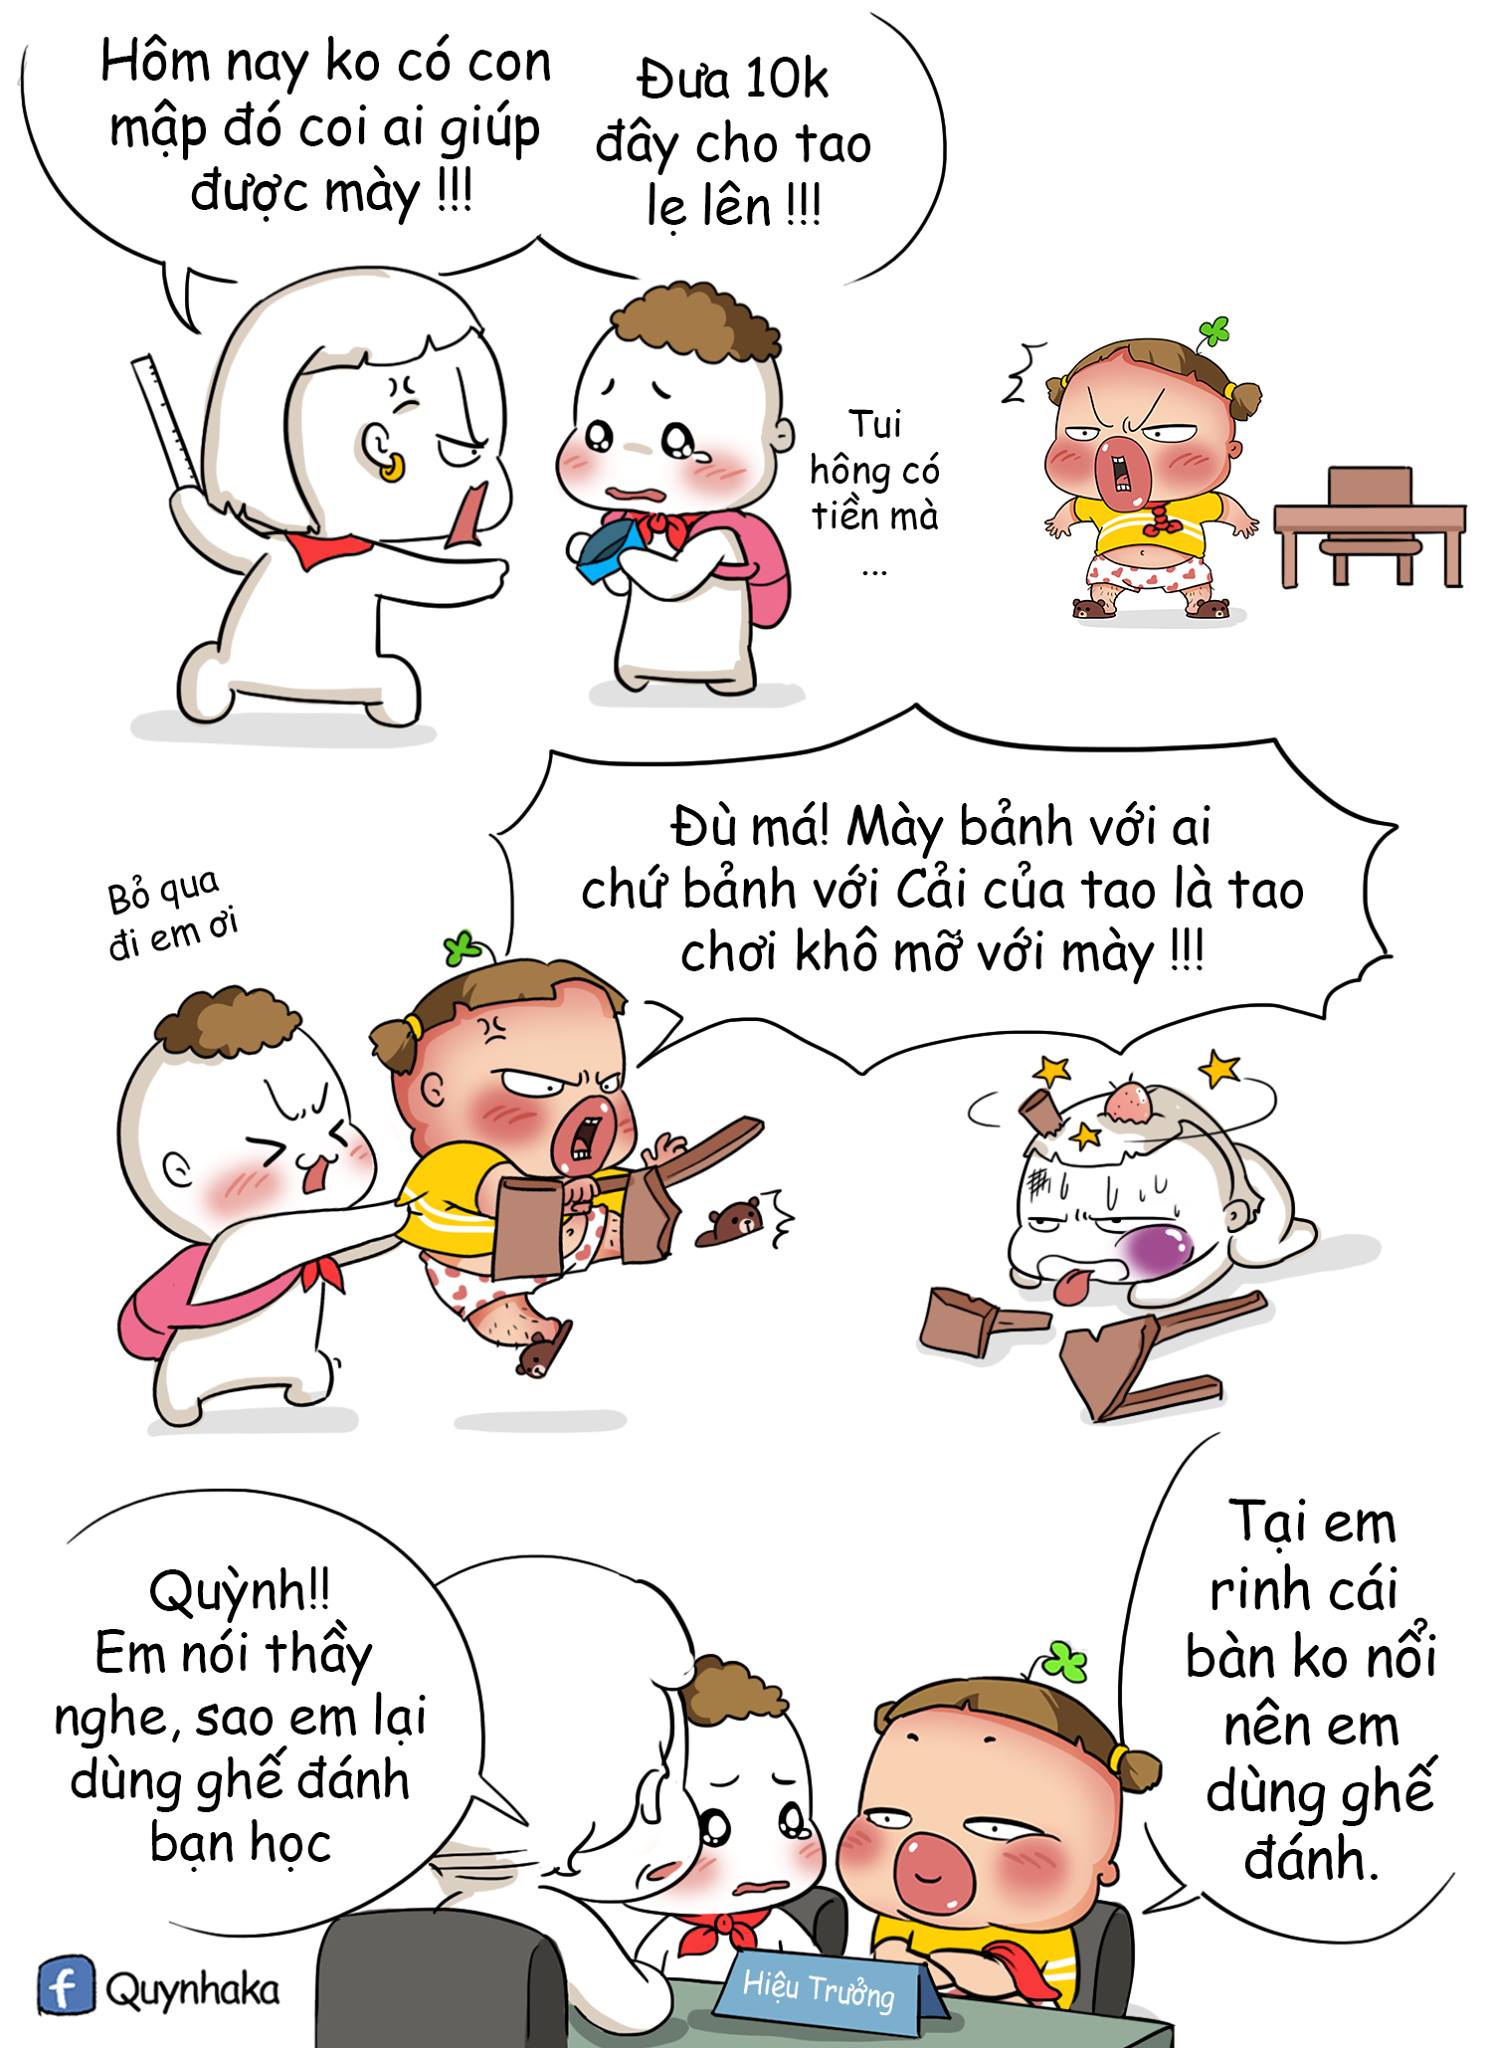 Hôm nay ko có con
mập đó coi ai giúp
được mày !!!
Đưa 10k
đây cho tao
lẹ lên !!!
Tui
hông có
tiền mà
...
Đù má! Mày bảnh với ai
chứ bảnh với Cải của tao là tao
chơi khô mỡ với mày !!!
Bỏ qua
đi em ơi
Quỳnh!!
Em nói thầy
nghe, sao em lại
dùng ghế đánh
bạn học
Tại em
rinh cái
bàn ko nổi
nên em
dùng ghế
đánh.
Hiệu Trưởng
f Quynhaka